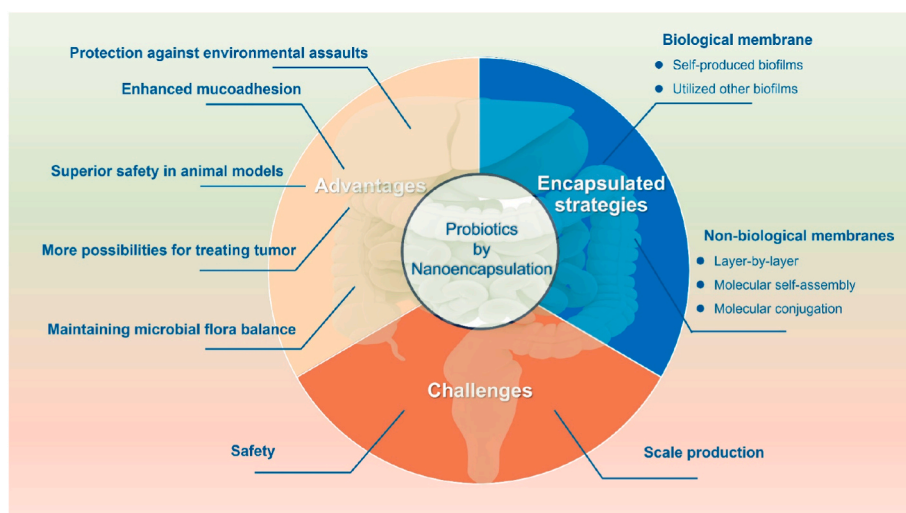 Protection against environmental assaults
Enhanced mucoadhesion
Superior safety in animal models
More possibilities for treating tumor
Maintaining microbial flora balance
Advantages
Biological membrane
Self-produced biofilms
Utilized other biofilms
Encapsulated
strategies
Non-biological membranes
Layer-by-layer
Molecular self-assembly
Molecular conjugation
Probiotics
by
Nanoencapsulation
Challenges
Safety
Scale production